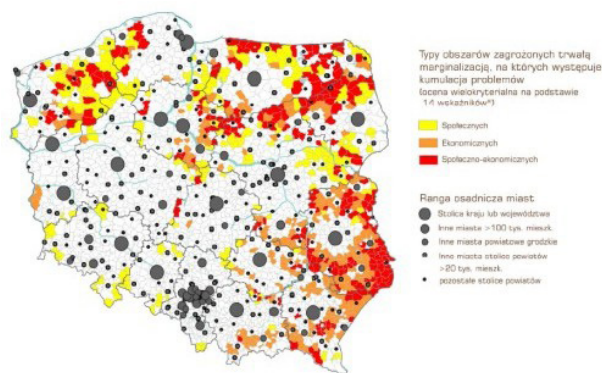 Typy obszarów zagrożonych trwałą
marginalizacją, na których występuje
kumulacja problemów
(ocena wielokryterialna na podstawie
14 wskaźników*)
Społecznych
Ekonomicznych
Społeczno-ekonomicznych
Ranga osadnicza miast
Stolica kraju lub województwa
Inne miasta >100 tys. mieszk.
Inne miasta powiatowe grodzkie
Inne miasta stolice powiatów
>20 tys. mieszk.
pozostałe stolice powiatów